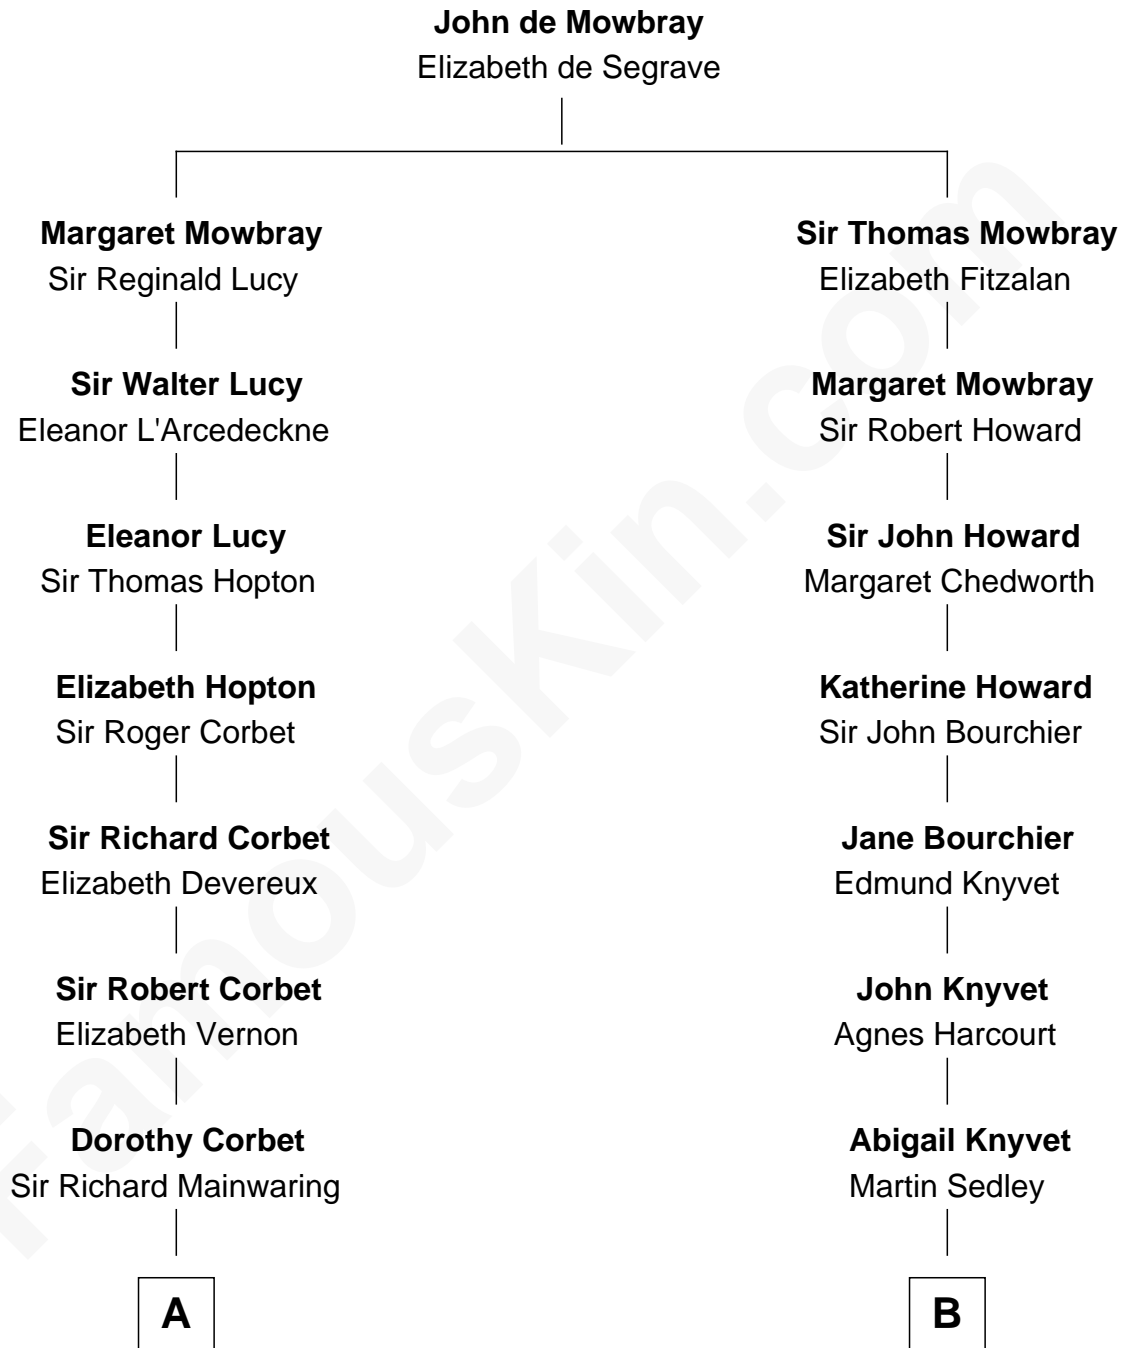 John de Mowbray
Elizabeth de Segrave
Margaret Mowbray
Sir Reginald Lucy
Sir Walter Lucy
Eleanor L'Arcedeckne
Eleanor Lucy
Sir Thomas Hopton
Elizabeth Hopton
Sir Roger Corbet
Sir Richard Corbet
Elizabeth Devereux
Sir Robert Corbet
Elizabeth Vernon
Dorothy Corbet
Sir Richard Mainwaring
A
Sir Thomas Mowbray
Elizabeth Fitzalan
Margaret Mowbray
Sir Robert Howard
Sir John Howard
Margaret Chedworth
Katherine Howard
Sir John Bourchier
Jane Bourchier
Edmund Knyvet
John Knyvet
Agnes Harcourt
Abigail Knyvet
Martin Sedley
B
FamousKin.com